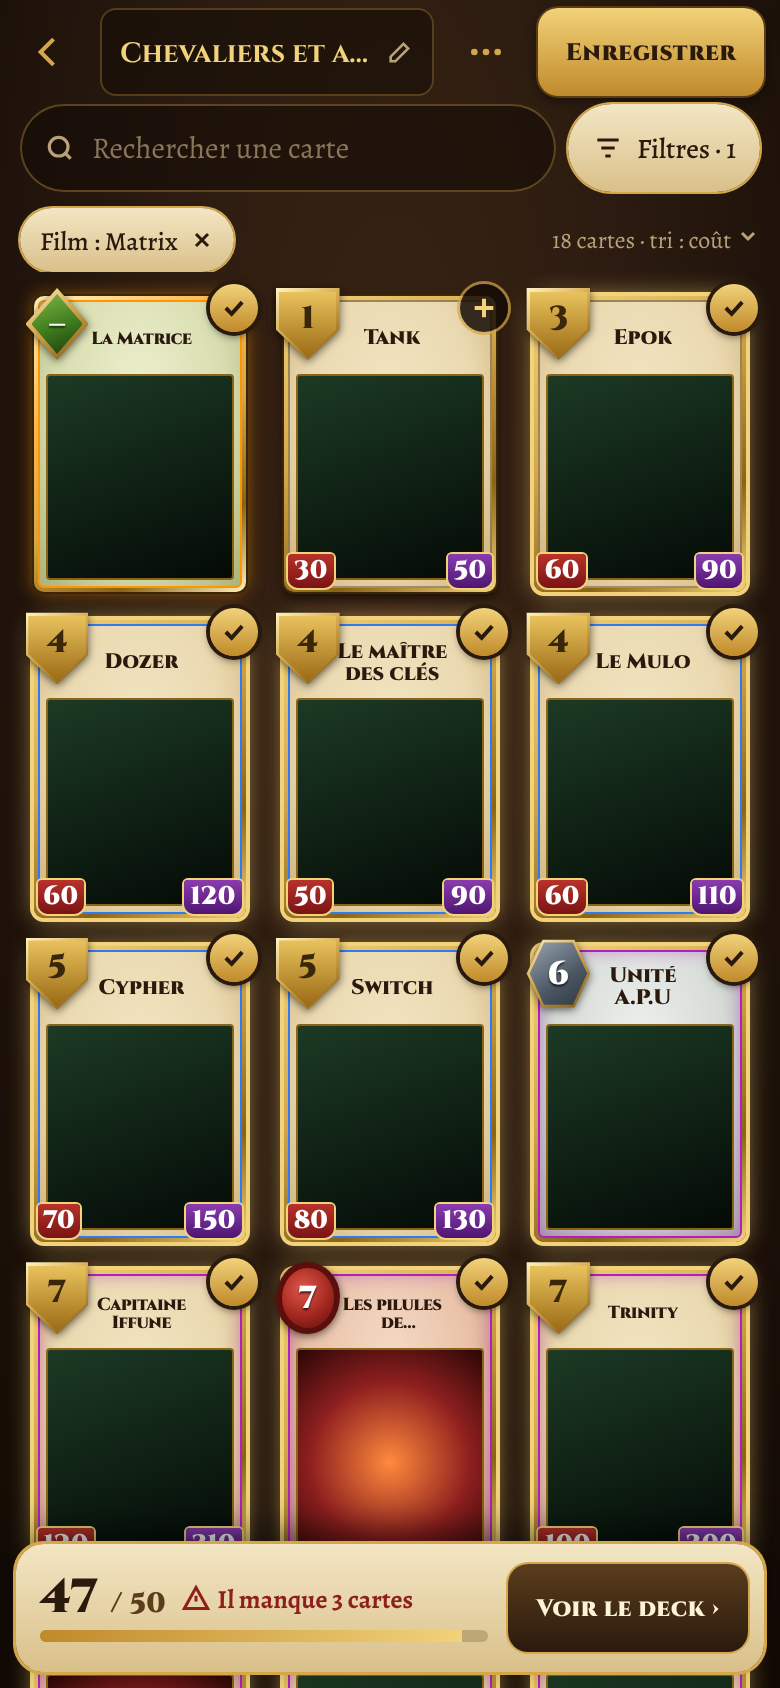 Chevaliers et a...
Enregistrer
Rechercher une carte
Filtres · 1
Film : Matrix ×
18 cartes · tri : coût
–
La Matrice
1
Tank
30
50
3
Epok
60
90
4
Dozer
60
120
4
Le Maître
des clés
50
90
4
Le Mulo
60
110
5
Cypher
70
150
5
Switch
80
130
6
Unité
A.P.U
7
Capitaine
Iffune
7
Les pilules
de...
7
Trinity
47 / 50
Il manque 3 cartes
Voir le deck ›